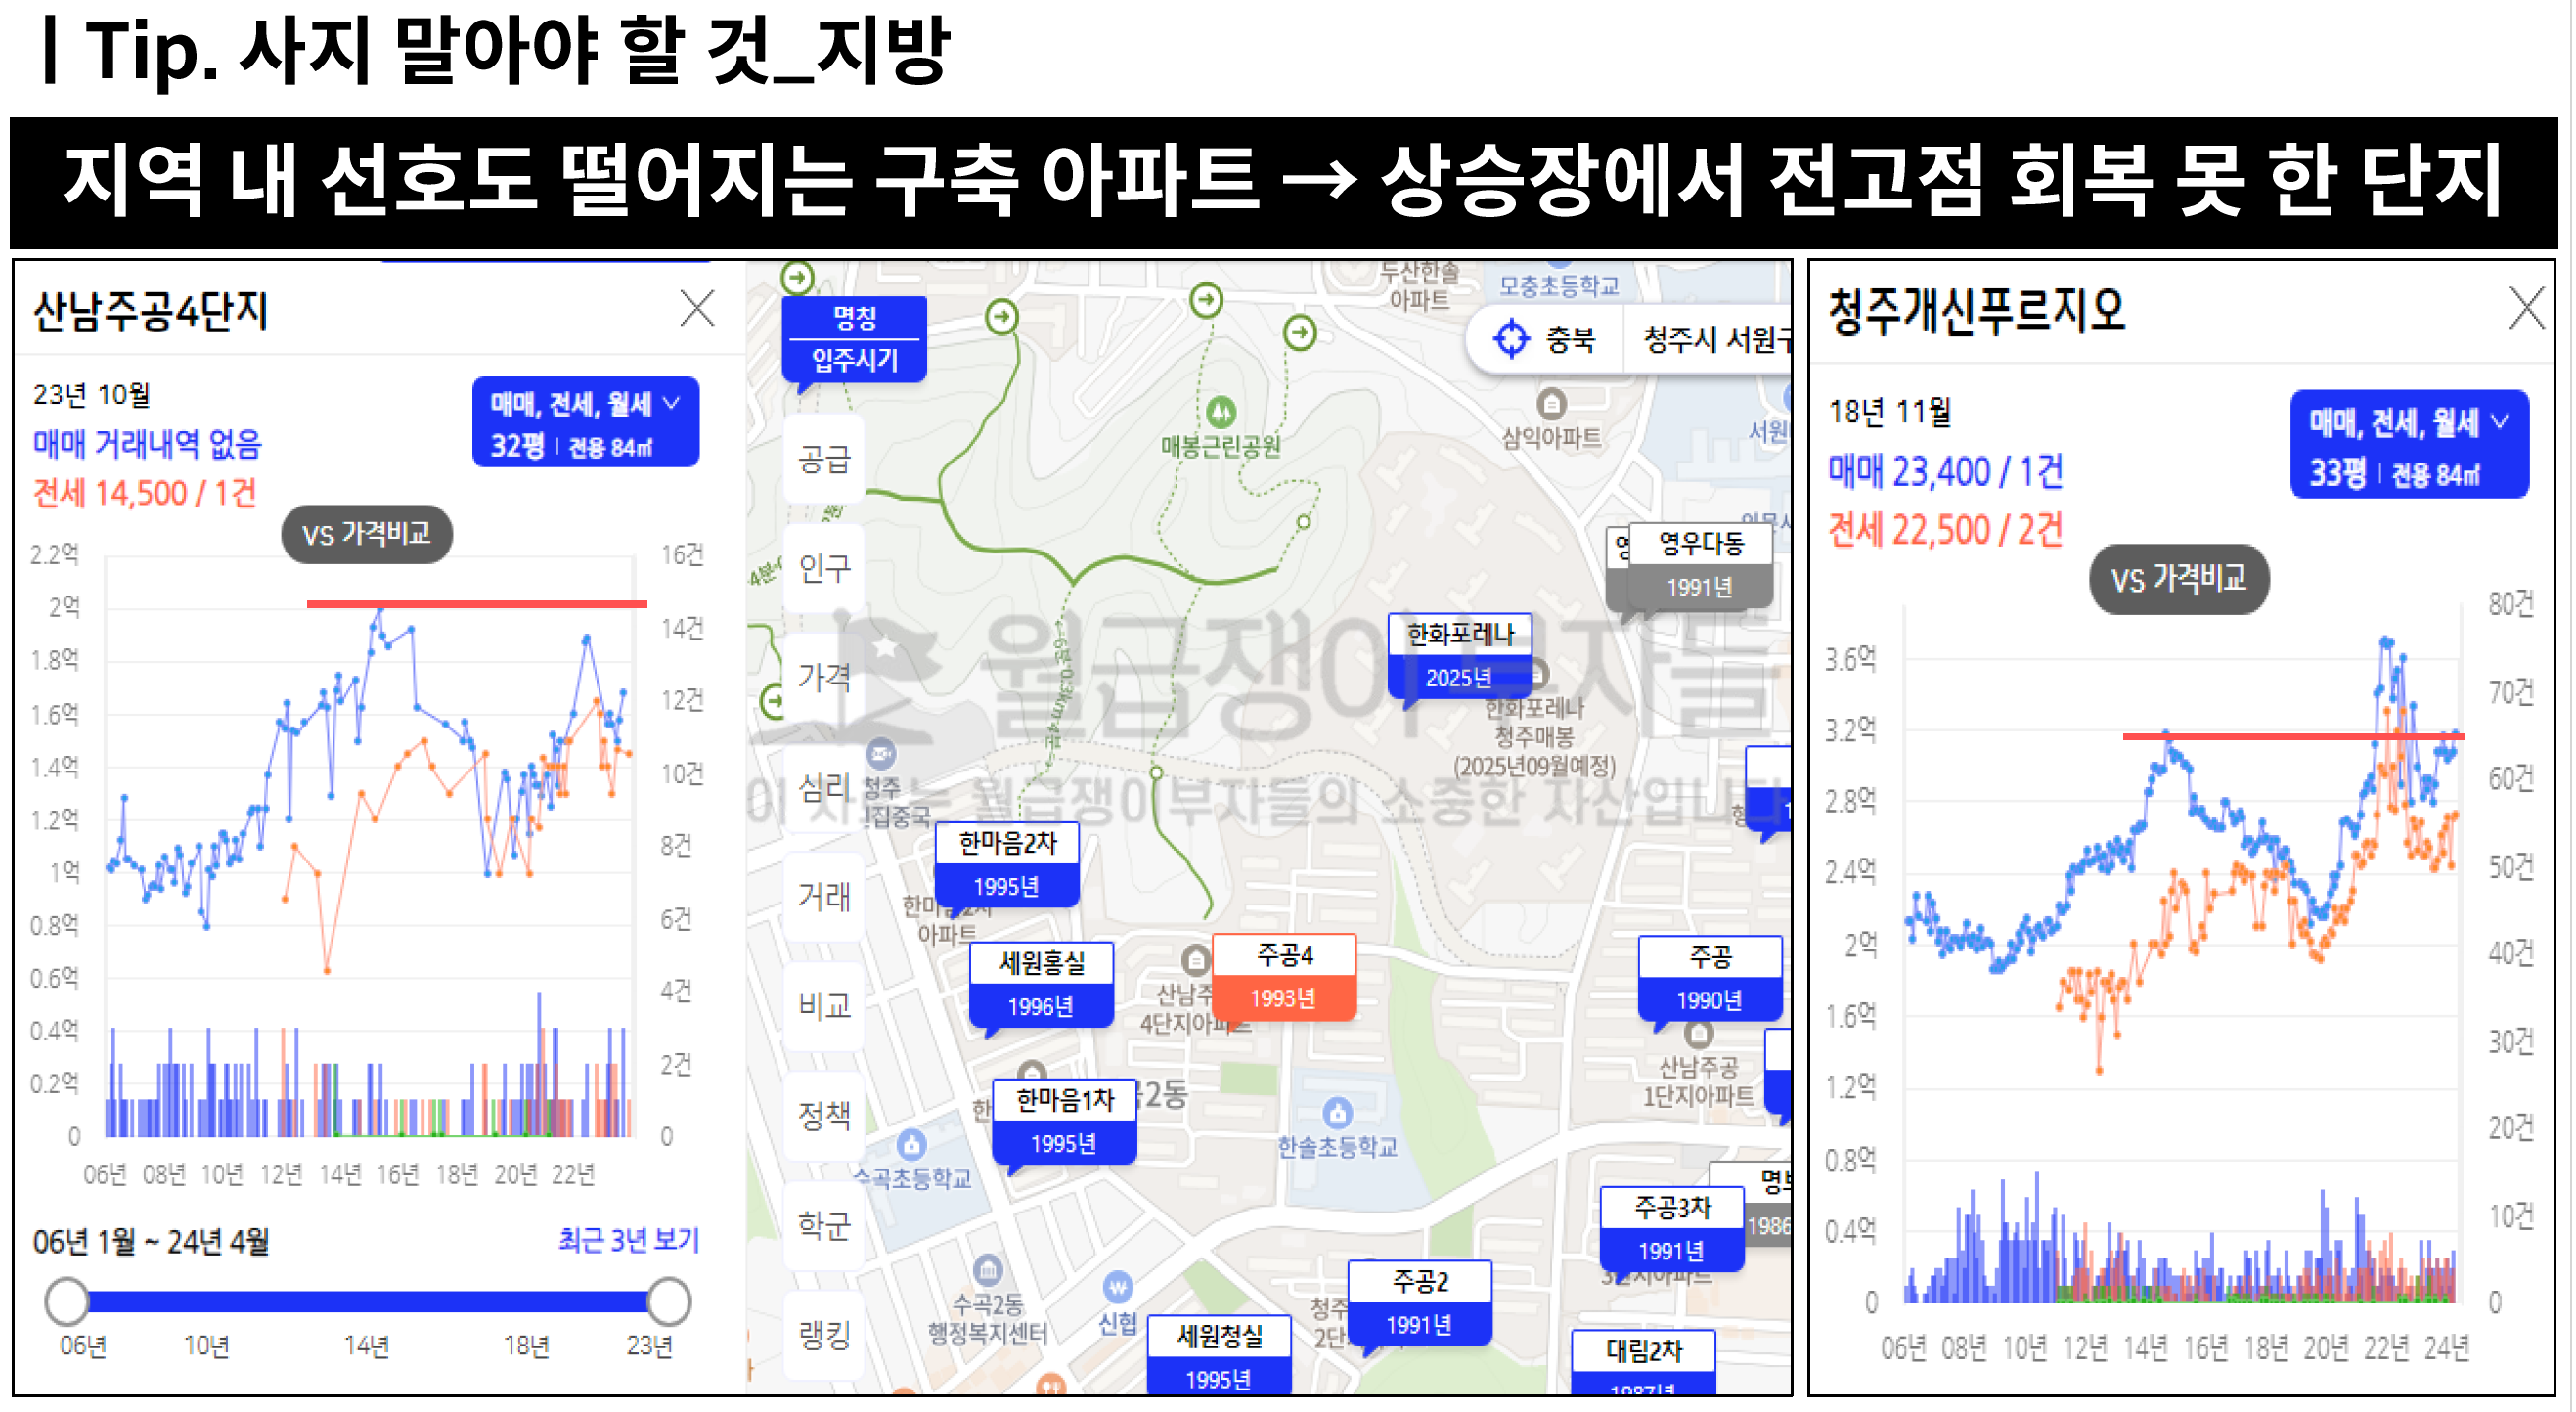 | Tip. 사지 말아야 할 것_지방
지역 내 선호도 떨어지는 구축 아파트 → 상승장에서 전고점 회복 못 한 단지
산남주공4단지
23년 10월
매매 거래내역 없음
전세 14,500 / 1건
매매, 전세, 월세
32평 | 전용 84㎡
VS 가격비교
2.2억
2억
1.8억
1.6억
1.4억
1.2억
1억
0.8억
0.6억
0.4억
0.2억
0
16건
14건
12건
10건
8건
6건
4건
2건
0
06년 08년 10년 12년 14년 16년 18년 20년 22년
06년 1월 ~ 24년 4월
최근 3년 보기
06년 10년 14년 18년 23년
명칭
입주시기
공급
인구
가격
심리
거래
비교
정책
학군
랭킹
두산한솔
아파트
모충초등학교
충북
청주시 서원구
매봉근린공원
삼익아파트
영우다동
1991년
한화포레나
2025년
한화포레나
청주매봉
(2025년09월예정)
월급쟁이부자들
이 자료는 월급쟁이부자들의 소중한 자산입니다
한마음2차
1995년
아파트
세원홍실
1996년
주공4
1993년
4단지아파트
주공
1990년
산남주공
1단지아파트
한마음1차
1995년
수곡초등학교
한솔초등학교
주공3차
1991년
1986
수곡2동
행정복지센터
신협
세원청실
1995년
주공2
1991년
대림2차
1987년
청주개신푸르지오
18년 11월
매매 23,400 / 1건
전세 22,500 / 2건
매매, 전세, 월세
33평 | 전용 84㎡
VS 가격비교
3.6억
3.2억
2.8억
2.4억
2억
1.6억
1.2억
0.8억
0.4억
0
80건
70건
60건
50건
40건
30건
20건
10건
0
06년 08년 10년 12년 14년 16년 18년 20년 22년 24년